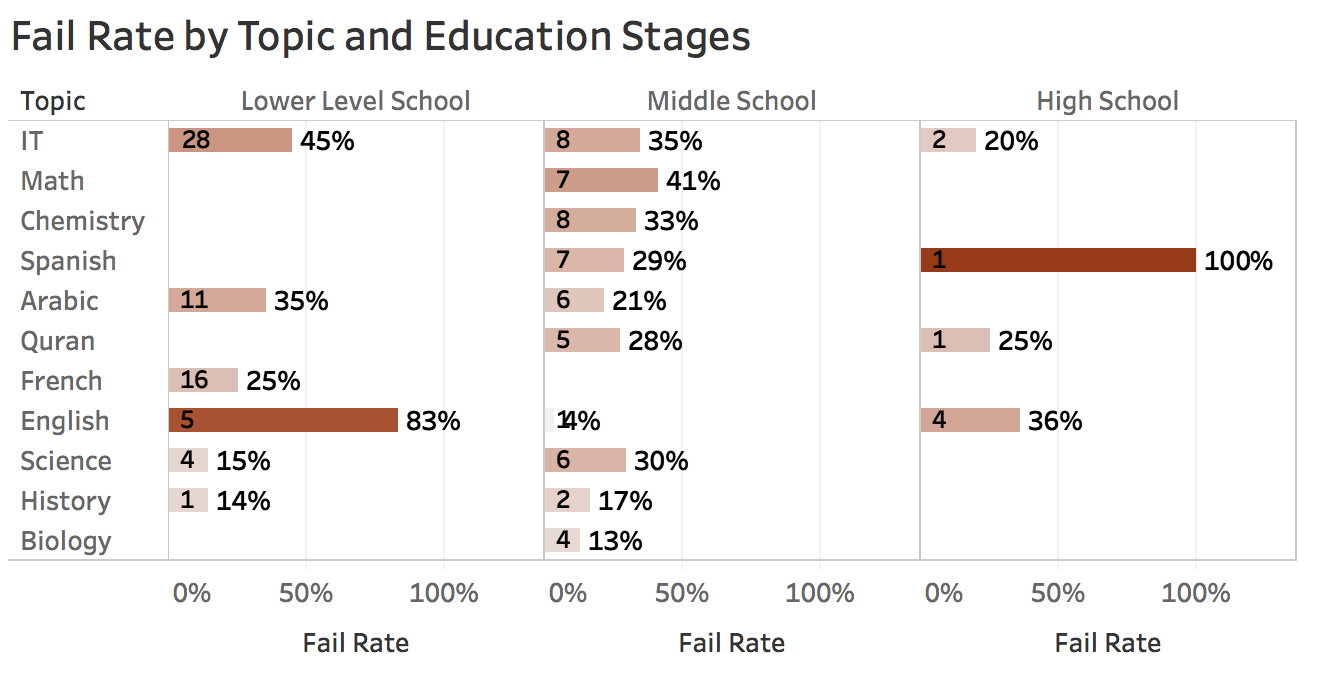 Fail Rate by Topic and Education Stages
Topic Lower Level School Middle School High School
IT 28 45% 8 35% 2 20%
Math 7 41%
Chemistry 8 33%
Spanish 7 29% 1 100%
Arabic 11 35% 6 21%
Quran 5 28% 1 25%
French 16 25%
English 5 83% 1 4% 4 36%
Science 4 15% 6 30%
History 1 14% 2 17%
Biology 4 13%
0% 50% 100% 0% 50% 100% 0% 50% 100%
Fail Rate Fail Rate Fail Rate